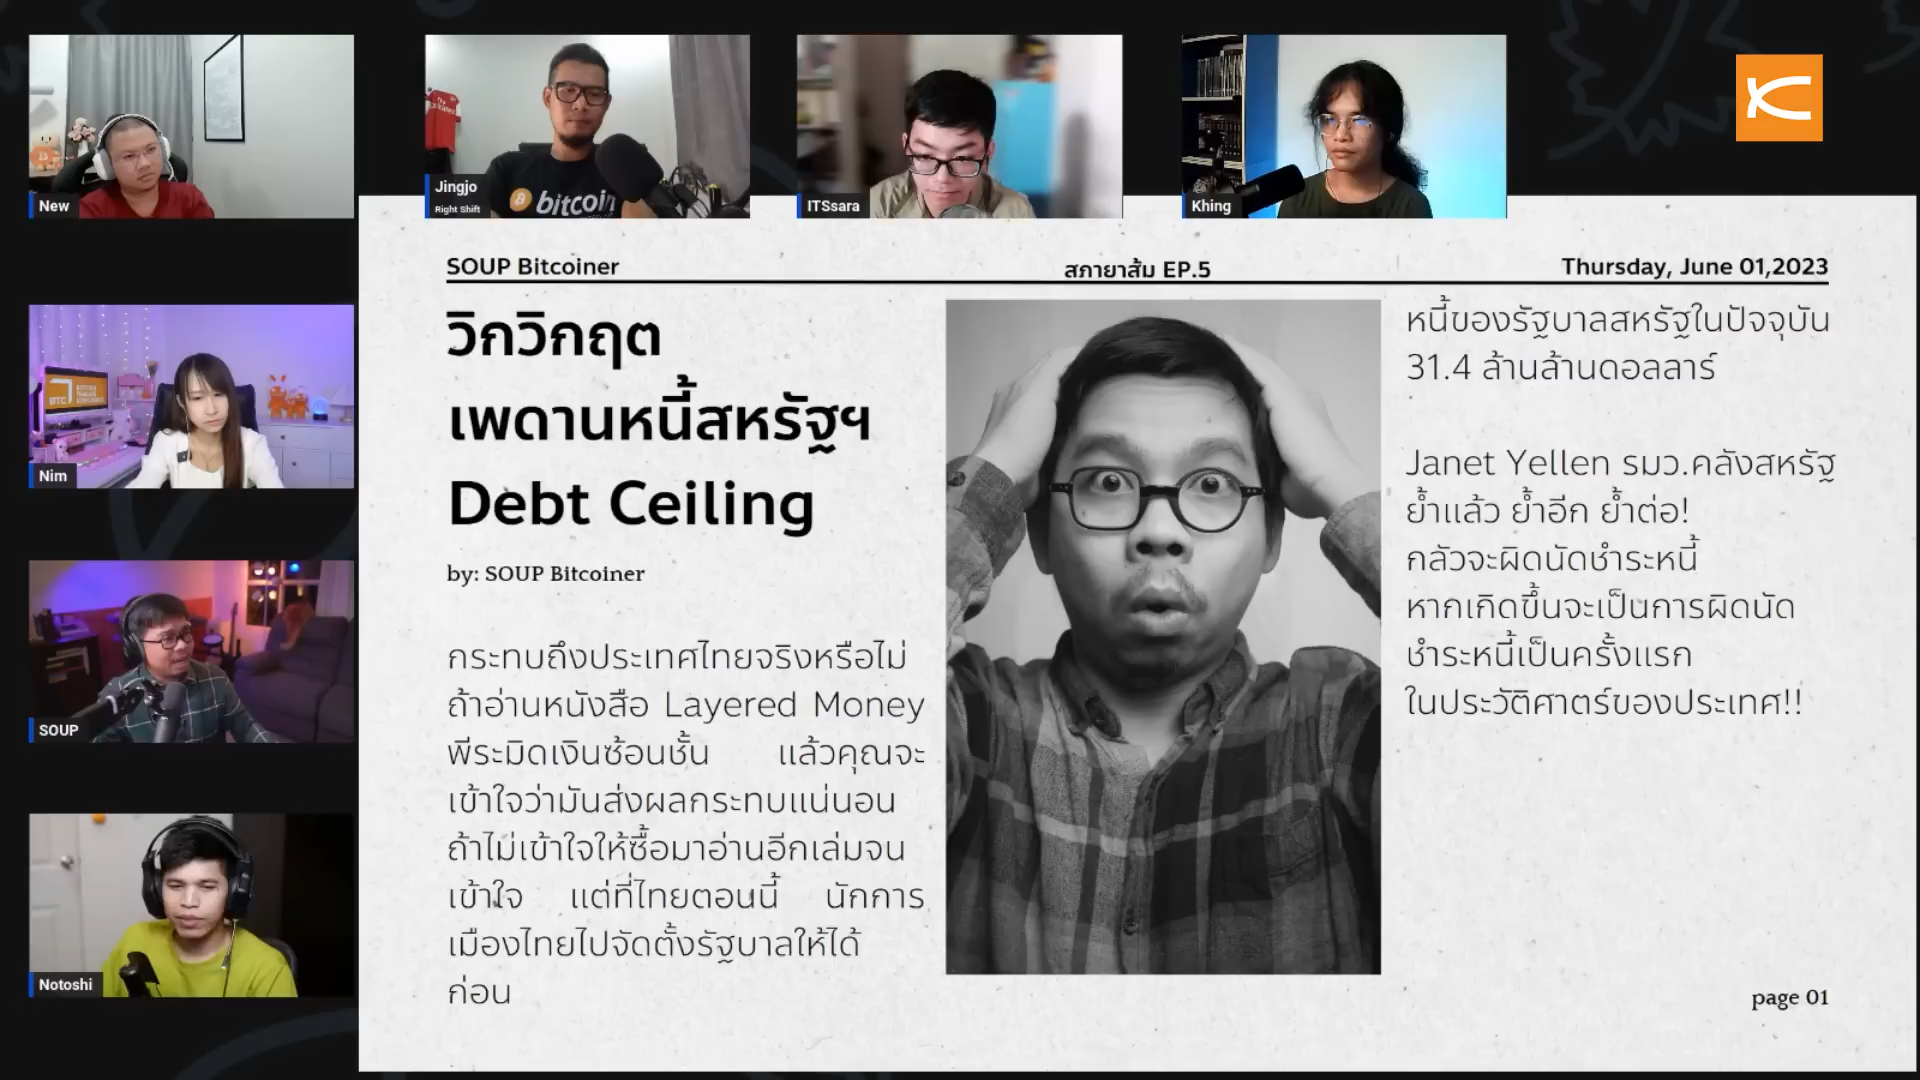 New
Jingjo
Right Shift
bitcoin
ITSsara
Khing
Nim
SOUP
Notoshi
SOUP Bitcoiner
สภายาส้ม EP.5
Thursday, June 01,2023
วิกวิกฤต
เพดานหนี้สหรัฐฯ
Debt Ceiling
by: SOUP Bitcoiner
กระทบถึงประเทศไทยจริงหรือไม่
ถ้าอ่านหนังสือ Layered Money
พีระมิดเงินซ้อนชั้น แล้วคุณจะ
เข้าใจว่ามันส่งผลกระทบแน่นอน
ถ้าไม่เข้าใจให้ซื้อมาอ่านอีกเล่มจน
เข้าใจ แต่ที่ไทยตอนนี้ นักการ
เมืองไทยไปจัดตั้งรัฐบาลให้ได้
ก่อน
หนี้ของรัฐบาลสหรัฐในปัจจุบัน
31.4 ล้านล้านดอลลาร์
Janet Yellen รมว.คลังสหรัฐ
ย้ำแล้ว ย้ำอีก ย้ำต่อ!
กลัวจะผิดนัดชำระหนี้
หากเกิดขึ้นจะเป็นการผิดนัด
ชำระหนี้เป็นครั้งแรก
ในประวัติศาตร์ของประเทศ!!
page 01